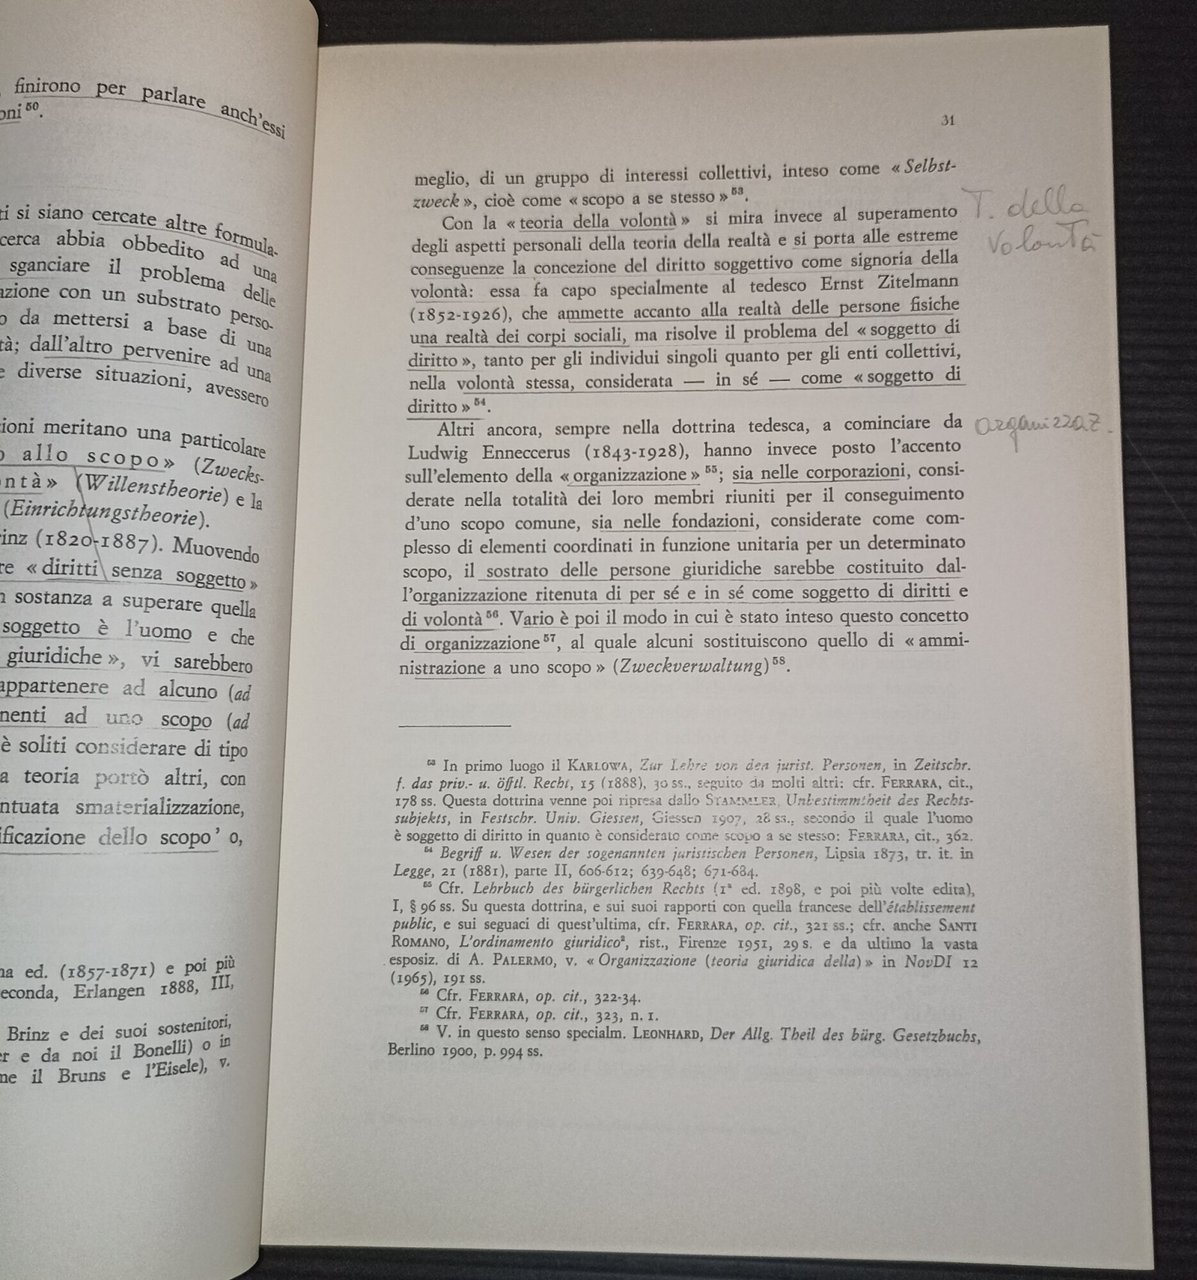 finirono per parlare anch'essi
oni 50.
ti si siano cercate altre formula-
cerca abbia obbedito ad una
sganciare il problema delle
azione con un substrato perso-
o da mettersi a base di una
tà; dall'altro pervenire ad una
e diverse situazioni, avessero
ioni meritano una particolare
o allo scopo» (Zwecks-
ntà» (Willenstheorie) e la
(Einrichtungstheorie).
inz (1820-1887). Muovendo
re « diritti senza soggetto»
n sostanza a superare quella
soggetto è l'uomo e che
giuridiche », vi sarebbero
appartenere ad alcuno (ad
nenti ad uno scopo (ad
è soliti considerare di tipo
a teoria portò altri, con
ntuata smaterializzazione,
ificazione dello scopo' o,
na ed. (1857-1871) e poi più
econda, Erlangen 1888, III,
Brinz e dei suoi sostenitori,
er e da noi il Bonelli) o in
ne il Bruns e l'Eisele), v.
31
meglio, di un gruppo di interessi collettivi, inteso come « Selbst-
zweck », cioè come « scopo a se stesso » 53.
Con la « teoria della volontà » si mira invece al superamento
degli aspetti personali della teoria della realtà e si porta alle estreme
conseguenze la concezione del diritto soggettivo come signoria della
volontà: essa fa capo specialmente al tedesco Ernst Zitelmann
(1852-1926), che ammette accanto alla realtà delle persone fisiche
una realtà dei corpi sociali, ma risolve il problema del « soggetto di
diritto », tanto per gli individui singoli quanto per gli enti collettivi,
nella volontà stessa, considerata — in sé — come « soggetto di
diritto » 54.
Altri ancora, sempre nella dottrina tedesca, a cominciare da
Ludwig Enneccerus (1843-1928), hanno invece posto l'accento
sull'elemento della « organizzazione » 55; sia nelle corporazioni, consi-
derate nella totalità dei loro membri riuniti per il conseguimento
d'uno scopo comune, sia nelle fondazioni, considerate come com-
plesso di elementi coordinati in funzione unitaria per un determinato
scopo, il sostrato delle persone giuridiche sarebbe costituito dal-
l'organizzazione ritenuta di per sé e in sé come soggetto di diritti e
di volontà 56. Vario è poi il modo in cui è stato inteso questo concetto
di organizzazione 57, al quale alcuni sostituiscono quello di « ammi-
nistrazione a uno scopo » (Zweckverwaltung) 58.
T. della
volontà
organizzaz.
53 In primo luogo il KARLOWA, Zur Lehre von den jurist. Personen, in Zeitschr.
f. das priv.- u. öfftl. Recht, 15 (1888), 30 ss., seguito da molti altri: cfr. FERRARA, cit.,
178 ss. Questa dottrina venne poi ripresa dallo STAMMLER, Unbestimmtheit des Rechts-
subjekts, in Festschr. Univ. Giessen, Giessen 1907, 28 ss., secondo il quale l'uomo
è soggetto di diritto in quanto è considerato come scopo a se stesso: FERRARA, cit., 362.
54 Begriff u. Wesen der sogenannten juristischen Personen, Lipsia 1873, tr. it. in
Legge, 21 (1881), parte II, 606-612; 639-648; 671-684.
55 Cfr. Lehrbuch des bürgerlichen Rechts (1ª ed. 1898, e poi più volte edita),
I, § 96 ss. Su questa dottrina, e sui suoi rapporti con quella francese dell'établissement
public, e sui seguaci di quest'ultima, cfr. FERRARA, op. cit., 321 ss.; cfr. anche SANTI
ROMANO, L'ordinamento giuridico², rist., Firenze 1951, 29 s. e da ultimo la vasta
esposiz. di A. PALERMO, v. « Organizzazione (teoria giuridica della) » in NovDI 12
(1965), 191 ss.
56 Cfr. FERRARA, op. cit., 322-34.
57 Cfr. FERRARA, op. cit., 323, n. 1.
58 V. in questo senso specialm. LEONHARD, Der Allg. Theil des bürg. Gesetzbuchs,
Berlino 1900, p. 994 ss.